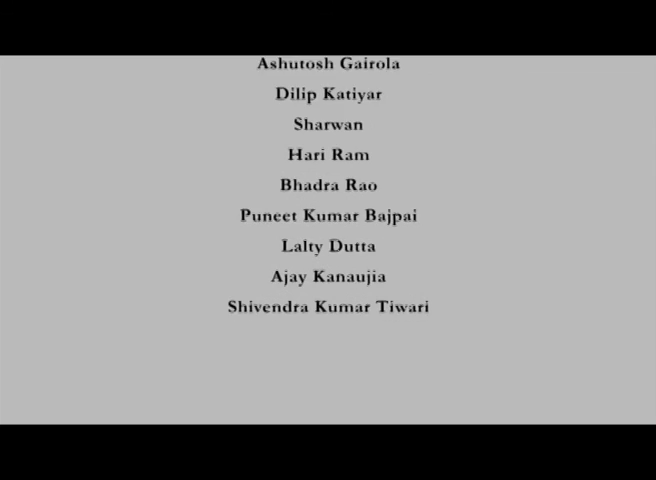 Ashutosh Gairola
Dilip Katiyar
Sharwan
Hari Ram
Bhadra Rao
Puneet Kumar Bajpai
Lalty Dutta
Ajay Kanaujia
Shivendra Kumar Tiwari